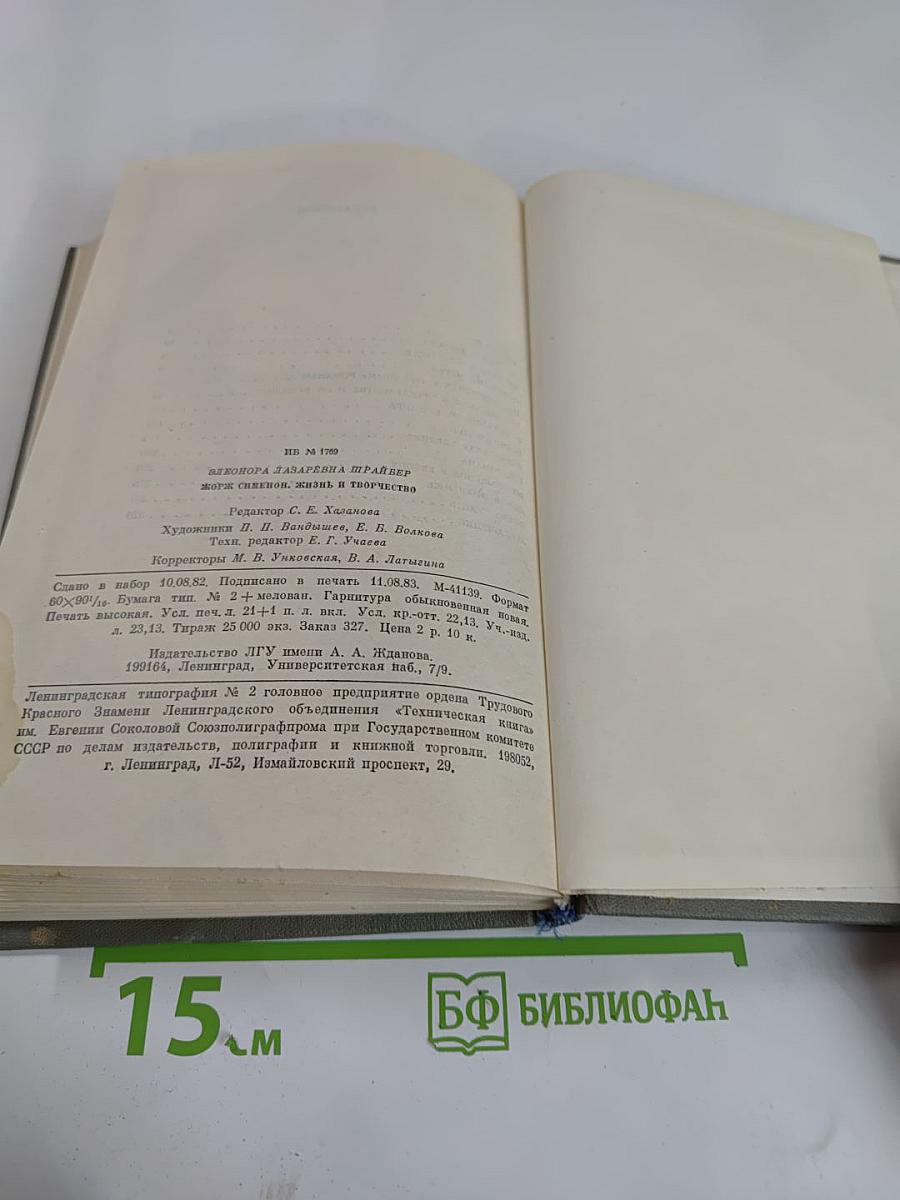 ИБ № 1769
ЭЛЕОНОРА ЛАЗАРЕВНА ШРАЙБЕР
ЖОРЖ СИМЕНОН. ЖИЗНЬ И ТВОРЧЕСТВО
Редактор С. Е. Хазанова
Художники П. П. Вандышев, Е. Б. Волкова
Техн. редактор Е. Г. Учаева
Корректоры М. В. Унковская, В. А. Латыгина
Сдано в набор 10.08.82. Подписано в печать 11.08.83. М-41139. Формат
60×90¹/₁₆. Бумага тип. № 2 + мелован. Гарнитура обыкновенная новая.
Печать высокая. Усл. печ. л. 21+1 п. л. вкл. Усл. кр.-отт. 22,13. Уч.-изд.
л. 23,13. Тираж 25 000 экз. Заказ 327. Цена 2 р. 10 к.
Издательство ЛГУ имени А. А. Жданова.
199164, Ленинград, Университетская наб., 7/9.
Ленинградская типография № 2 головное предприятие ордена Трудового
Красного Знамени Ленинградского объединения «Техническая книга»
им. Евгении Соколовой Союзполиграфпрома при Государственном комитете
СССР по делам издательств, полиграфии и книжной торговли. 198052,
г. Ленинград, Л-52, Измайловский проспект, 29.
15 см
БФ БИБЛИОФАН